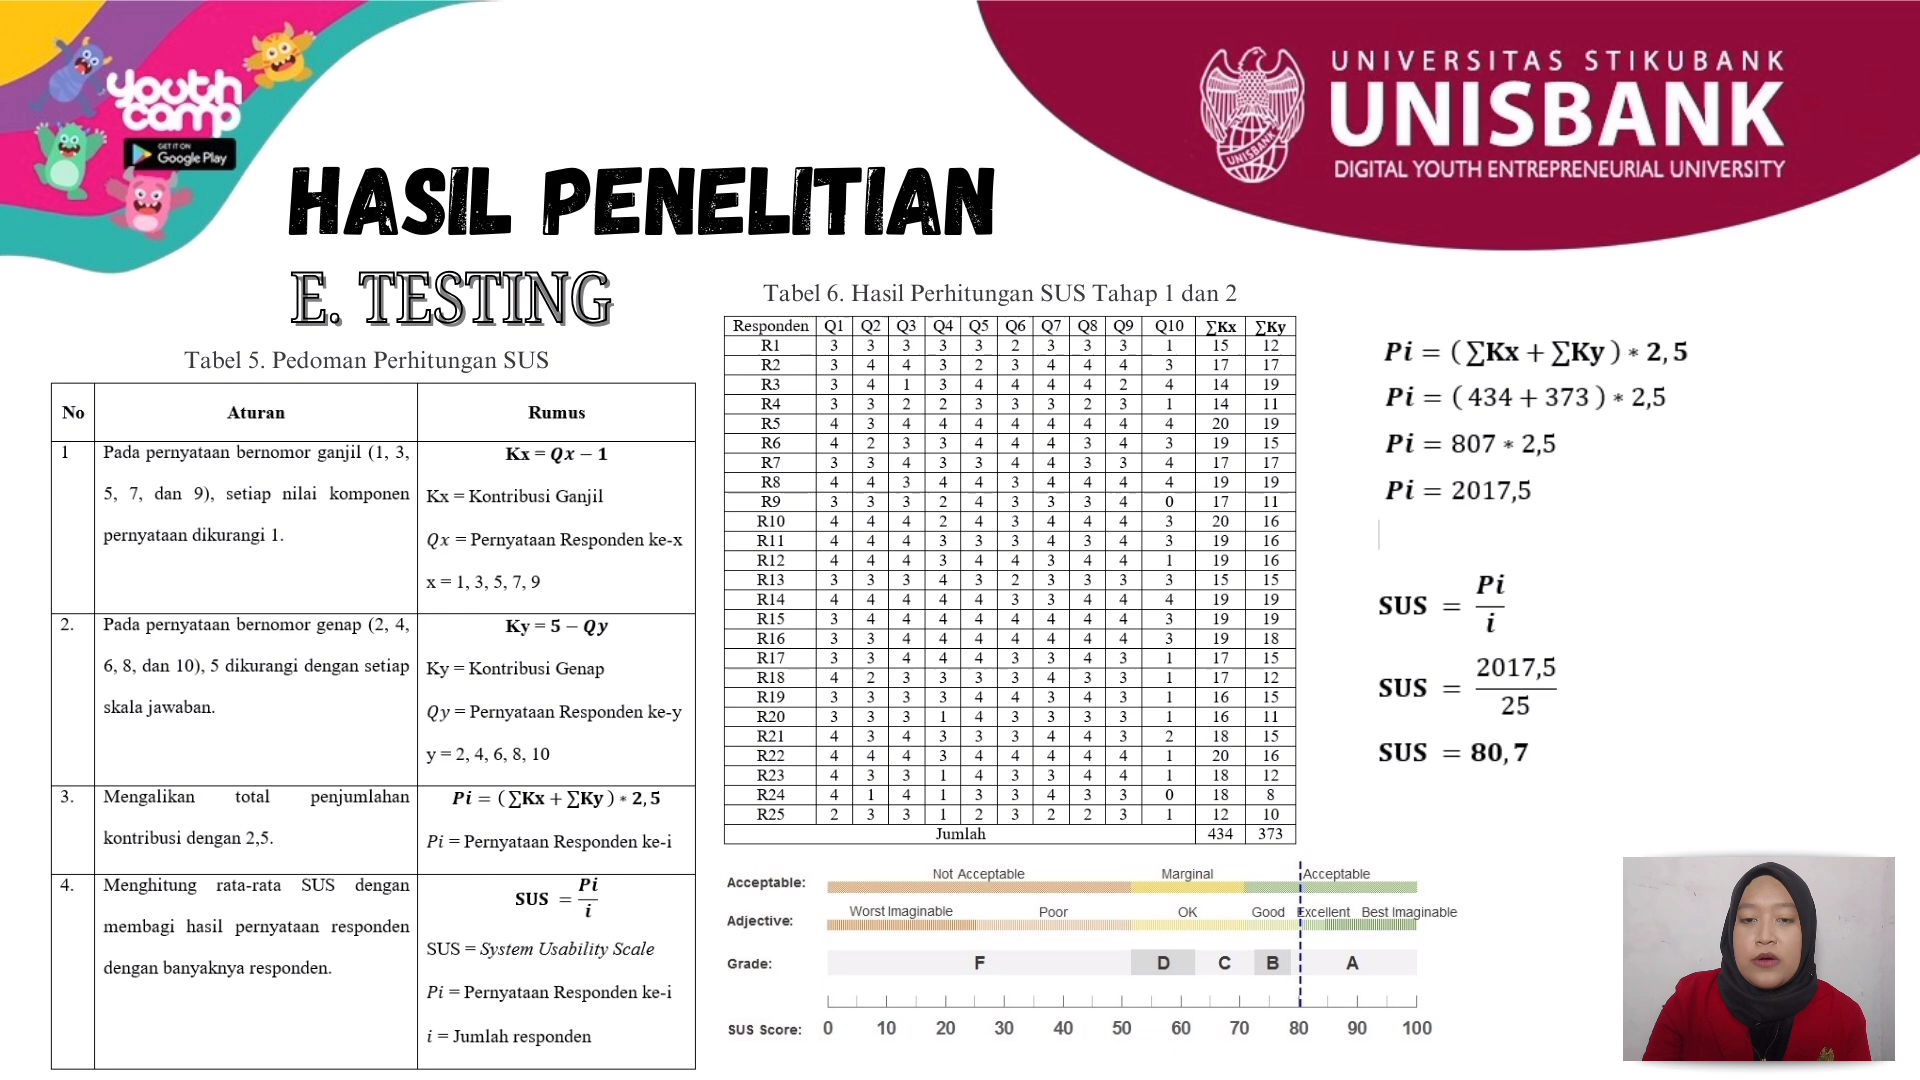 youth
camp
GET IT ON
Google Play
UNIVERSITAS STIKUBANK
UNISBANK
DIGITAL YOUTH ENTREPRENEURIAL UNIVERSITY
UNISBANK
HASIL PENELITIAN
E. TESTING
Tabel 5. Pedoman Perhitungan SUS
No Aturan Rumus
1 Pada pernyataan bernomor ganjil (1, 3,
5, 7, dan 9), setiap nilai komponen
pernyataan dikurangi 1.
Kx = Qx − 1
Kx = Kontribusi Ganjil
Qx = Pernyataan Responden ke-x
x = 1, 3, 5, 7, 9
2. Pada pernyataan bernomor genap (2, 4,
6, 8, dan 10), 5 dikurangi dengan setiap
skala jawaban.
Ky = 5 − Qy
Ky = Kontribusi Genap
Qy = Pernyataan Responden ke-y
y = 2, 4, 6, 8, 10
3. Mengalikan total penjumlahan
kontribusi dengan 2,5.
Pi = ( ∑Kx + ∑Ky ) * 2,5
Pi = Pernyataan Responden ke-i
4. Menghitung rata-rata SUS dengan
membagi hasil pernyataan responden
dengan banyaknya responden.
SUS = Pi / i
SUS = System Usability Scale
Pi = Pernyataan Responden ke-i
i = Jumlah responden
Tabel 6. Hasil Perhitungan SUS Tahap 1 dan 2
Responden Q1 Q2 Q3 Q4 Q5 Q6 Q7 Q8 Q9 Q10 ∑Kx ∑Ky
R1 3 3 3 3 3 2 3 3 3 1 15 12
R2 3 4 4 3 2 3 4 4 4 3 17 17
R3 3 4 1 3 4 4 4 4 2 4 14 19
R4 3 3 2 2 3 3 3 2 3 1 14 11
R5 4 3 4 4 4 4 4 4 4 4 20 19
R6 4 2 3 3 4 4 4 3 4 3 19 15
R7 3 3 4 3 3 4 4 3 3 4 17 17
R8 4 4 3 4 4 3 4 4 4 4 19 19
R9 3 3 3 2 4 3 3 3 4 0 17 11
R10 4 4 4 2 4 3 4 4 4 3 20 16
R11 4 4 4 3 3 3 4 3 4 3 19 16
R12 4 4 4 3 4 4 3 4 4 1 19 16
R13 3 3 3 4 3 2 3 3 3 3 15 15
R14 4 4 4 4 4 3 3 4 4 4 19 19
R15 3 4 4 4 4 4 4 4 4 3 19 19
R16 3 3 4 4 4 4 4 4 4 3 19 18
R17 3 3 4 4 4 3 3 4 3 1 17 15
R18 4 2 3 3 3 3 4 3 3 1 17 12
R19 3 3 3 3 4 4 3 4 3 1 16 15
R20 3 3 3 1 4 3 3 3 3 1 16 11
R21 4 3 4 3 3 3 4 4 3 2 18 15
R22 4 4 4 3 4 4 4 4 4 1 20 16
R23 4 3 3 1 4 3 3 4 4 1 18 12
R24 4 1 4 1 3 3 4 3 3 0 18 8
R25 2 3 3 1 2 3 2 2 3 1 12 10
Jumlah 434 373
Acceptable: Not Acceptable Marginal Acceptable
Adjective: Worst Imaginable Poor OK Good Excellent Best Imaginable
Grade: F D C B A
SUS Score: 0 10 20 30 40 50 60 70 80 90 100
Pi = ( ∑Kx + ∑Ky ) * 2,5
Pi = ( 434 + 373 ) * 2,5
Pi = 807 * 2,5
Pi = 2017,5
SUS = Pi / i
SUS = 2017,5 / 25
SUS = 80,7